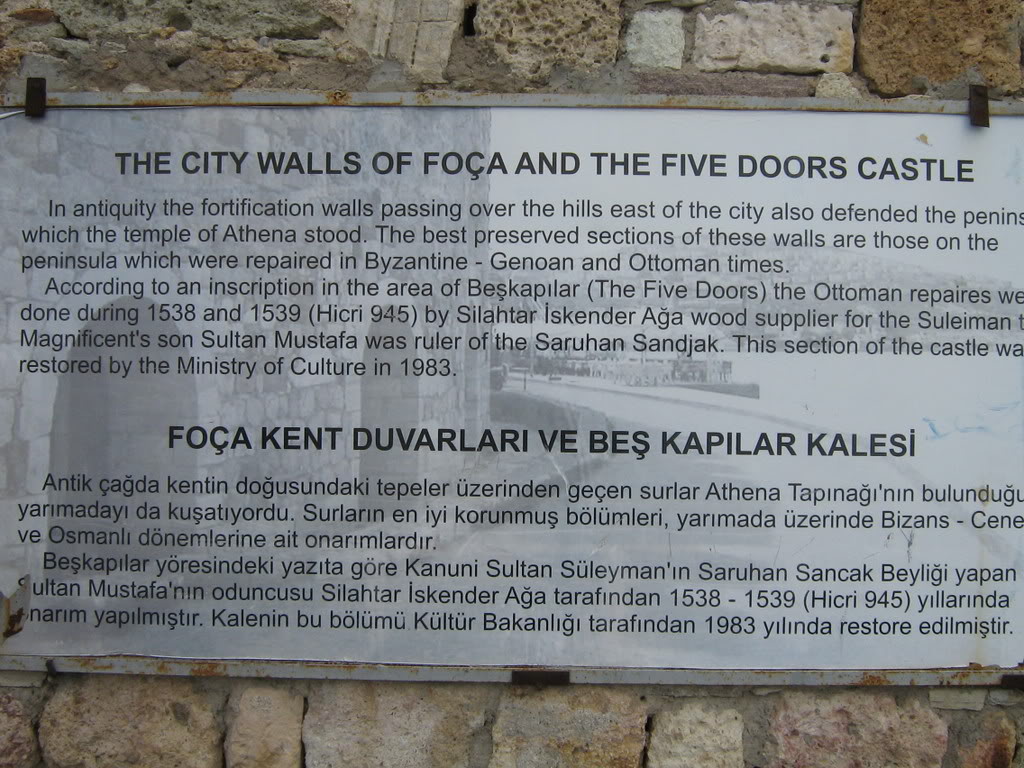 THE CITY WALLS OF FOÇA AND THE FIVE DOORS CASTLE
In antiquity the fortification walls passing over the hills east of the city also defended the penins
which the temple of Athena stood. The best preserved sections of these walls are those on the
peninsula which were repaired in Byzantine - Genoan and Ottoman times.
According to an inscription in the area of Beşkapılar (The Five Doors) the Ottoman repaires we
done during 1538 and 1539 (Hicri 945) by Silahtar İskender Ağa wood supplier for the Suleiman t
Magnificent's son Sultan Mustafa was ruler of the Saruhan Sandjak. This section of the castle wa
restored by the Ministry of Culture in 1983.
FOÇA KENT DUVARLARI VE BEŞ KAPILAR KALESİ
Antik çağda kentin doğusundaki tepeler üzerinden geçen surlar Athena Tapınağı'nın bulunduğu
yarımadayı da kuşatıyordu. Surların en iyi korunmuş bölümleri, yarımada üzerinde Bizans - Cene
ve Osmanlı dönemlerine ait onarımlardır.
Beşkapılar yöresindeki yazıta göre Kanuni Sultan Süleyman'ın Saruhan Sancak Beyliği yapan
ultan Mustafa'nın oduncusu Silahtar İskender Ağa tarafından 1538 - 1539 (Hicri 945) yıllarında
narım yapılmıştır. Kalenin bu bölümü Kültür Bakanlığı tarafından 1983 yılında restore edilmiştir.